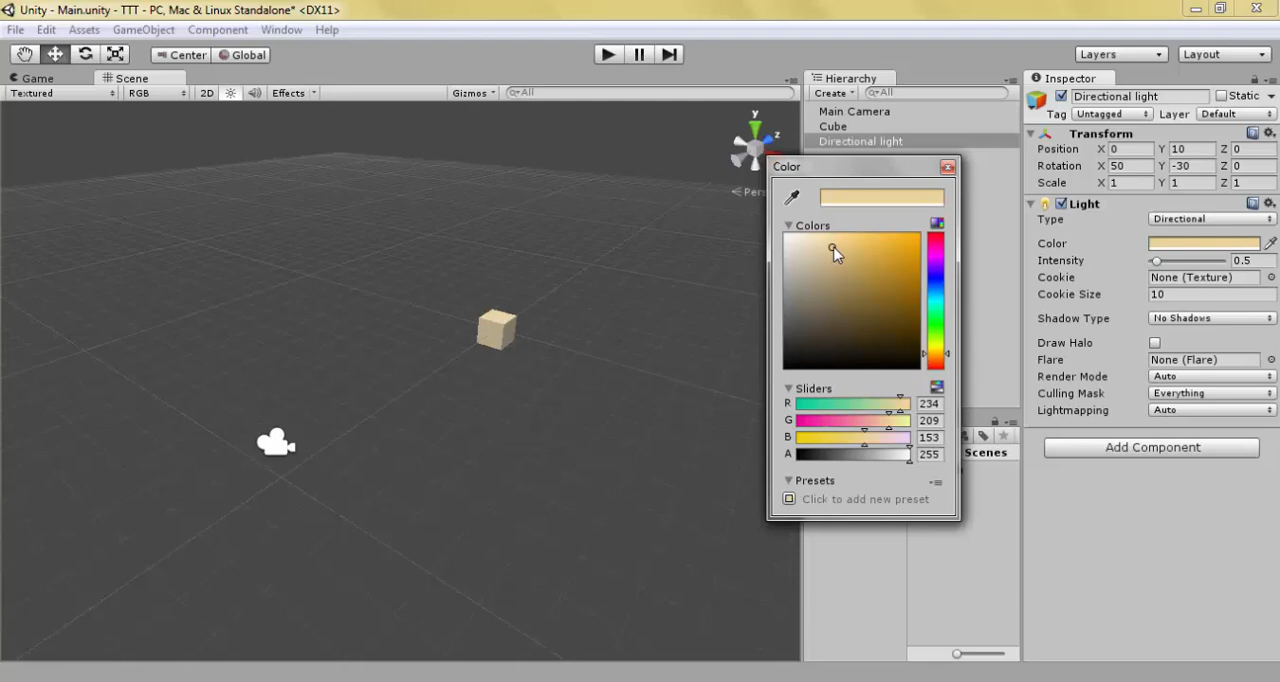 Unity - Main.unity - TTT - PC, Mac & Linux Standalone* <DX11>
File Edit Assets GameObject Component Window Help
Center Global Layers Layout
Game Scene Hierarchy Inspector
Textured RGB 2D Effects Gizmos All Create All
Directional light Static
Tag Untagged Layer Default
Main Camera
Cube
Directional light
Transform
Position X 0 Y 10 Z 0
Rotation X 50 Y -30 Z 0
Scale X 1 Y 1 Z 1
y
z
Pers
Color
Colors
Sliders
R 234
G 209
B 153
A 255
Presets
Click to add new preset
Light
Type Directional
Color
Intensity 0.5
Cookie None (Texture)
Cookie Size 10
Shadow Type No Shadows
Draw Halo
Flare None (Flare)
Render Mode Auto
Culling Mask Everything
Lightmapping Auto
Add Component
Scenes